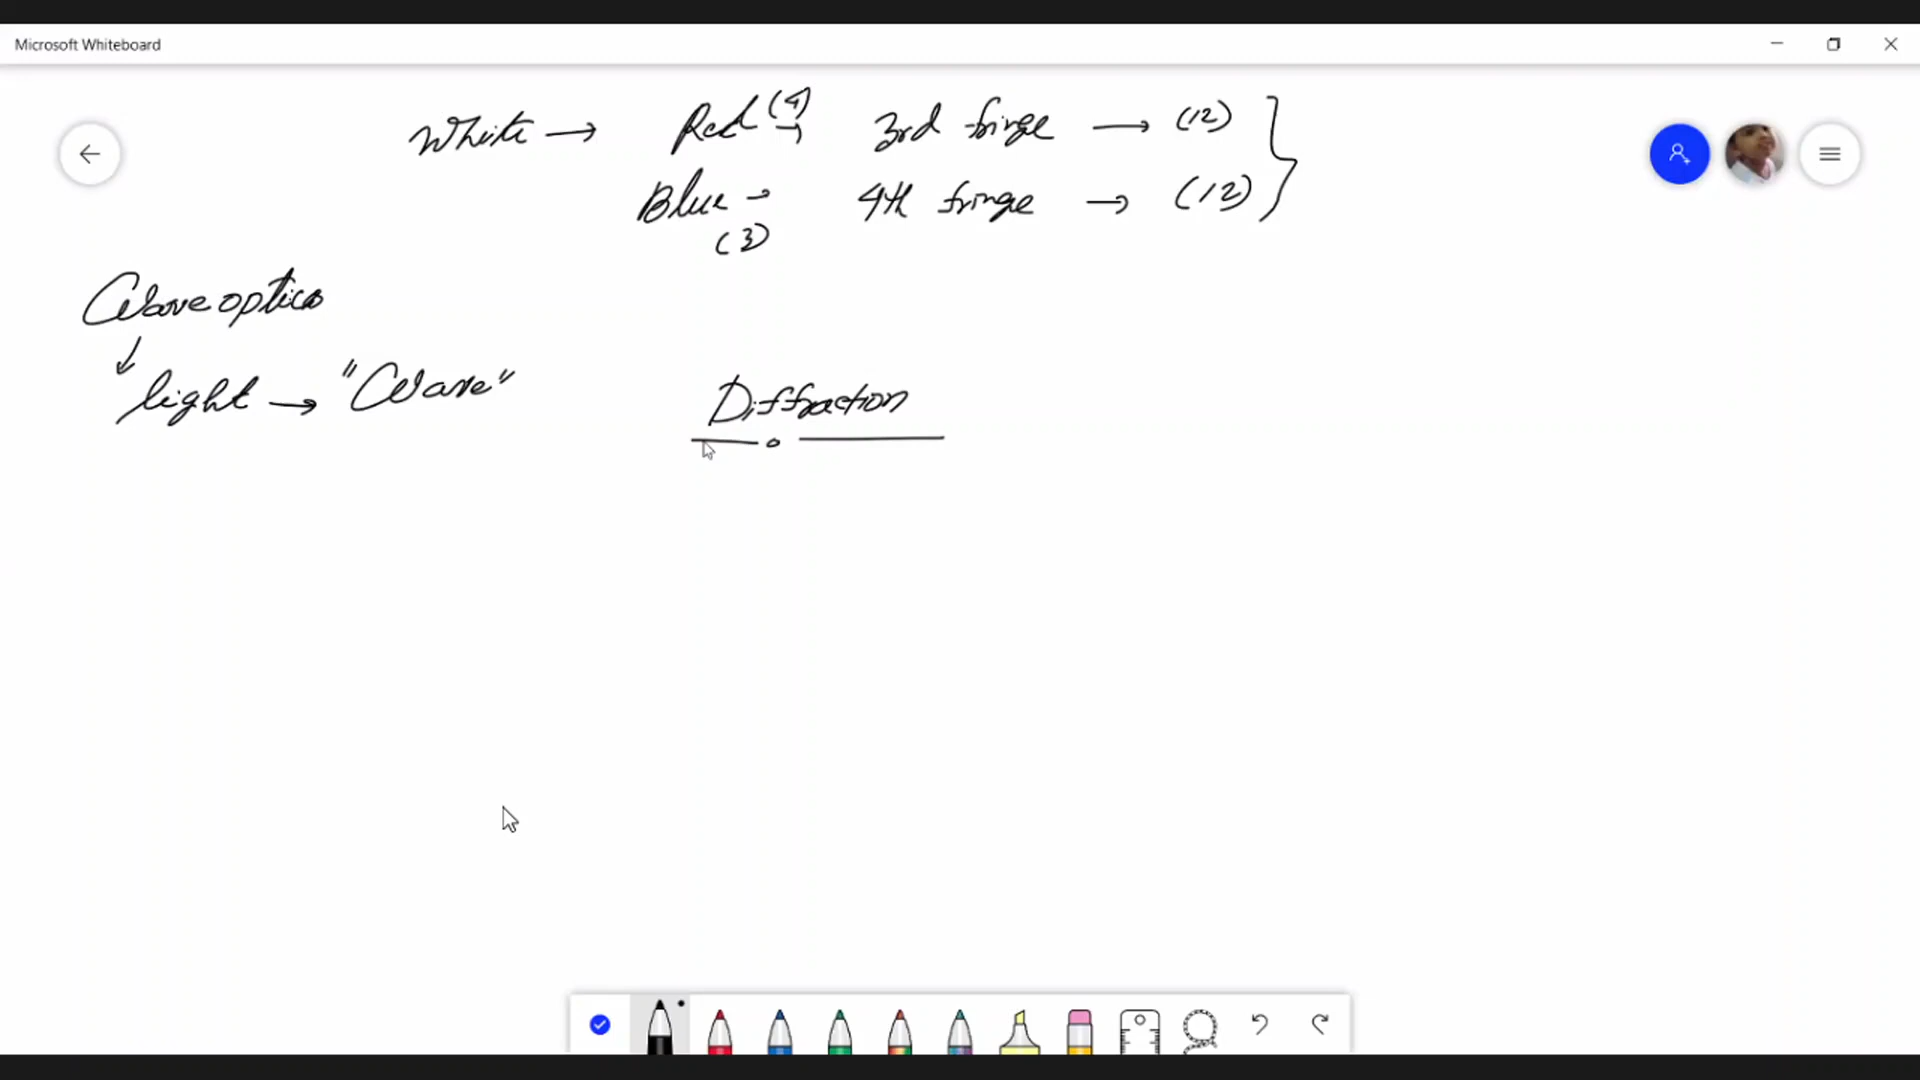 Microsoft Whiteboard
White → Red (4) → 3rd fringe → (12)
Blue → 4th fringe → (12)
(3)
Wave optics
light → "Wave"
Diffraction